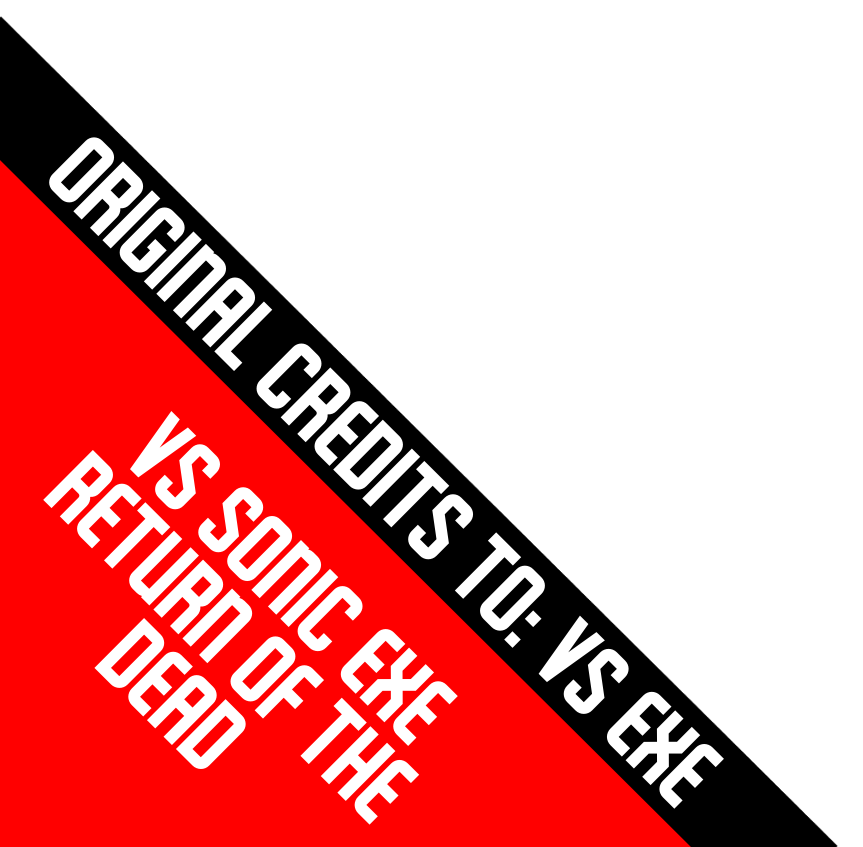 ORIGINAL CREDITS TO: VS EXE
VS SONIC EXE
RETURN OF THE
DEAD